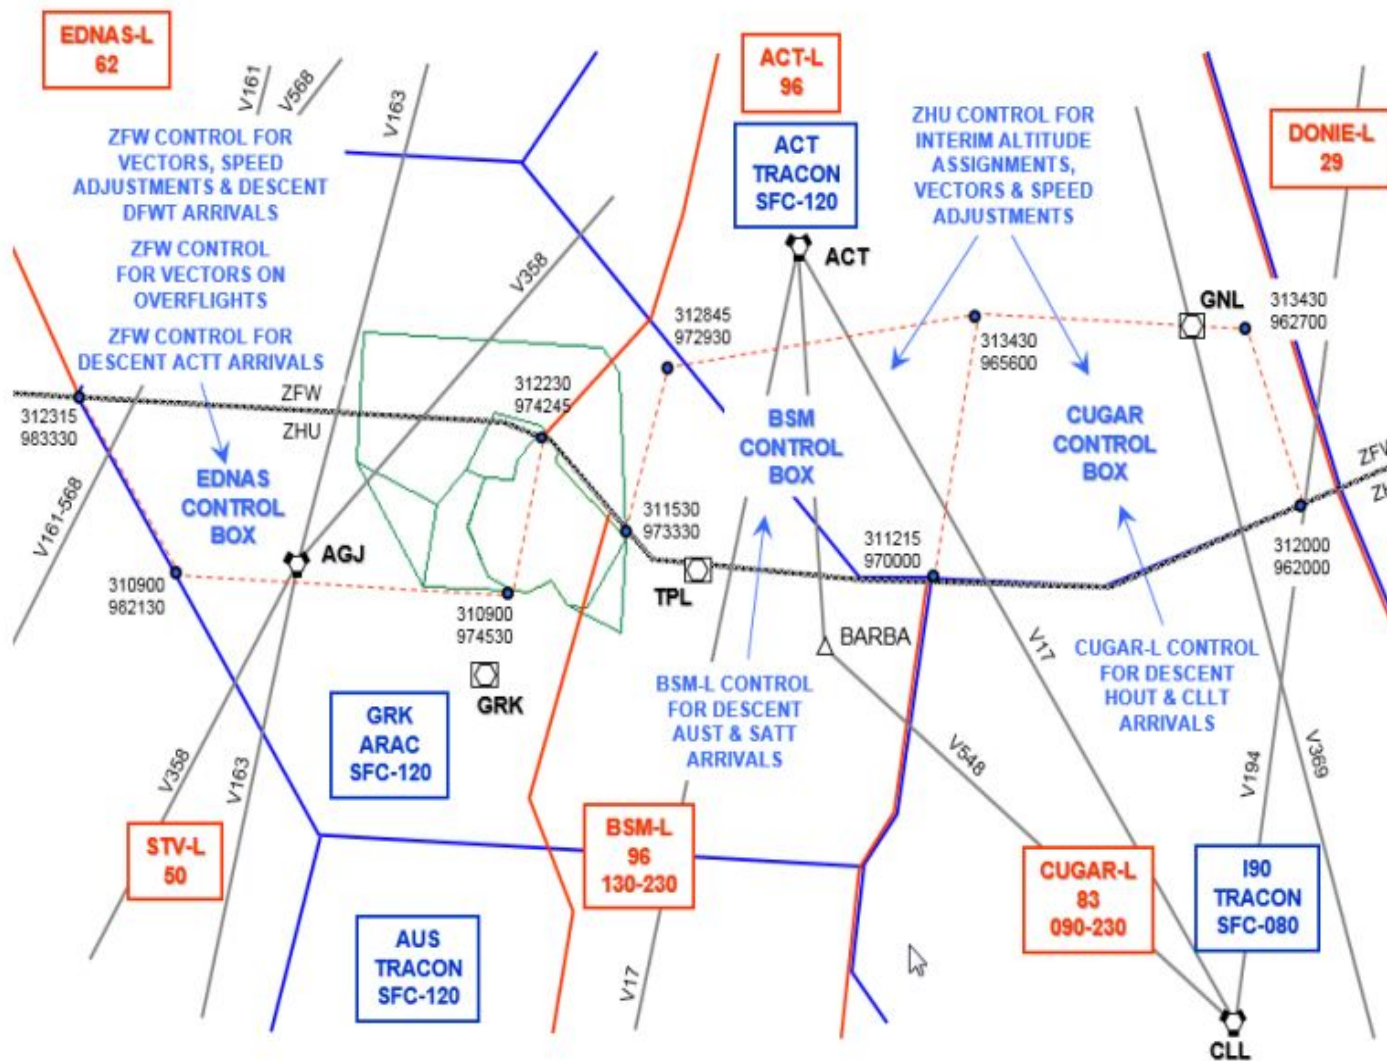 EDNAS-L
62
V161
V568
V163
ZFW CONTROL FOR
VECTORS, SPEED
ADJUSTMENTS & DESCENT
DFWT ARRIVALS
ZFW CONTROL
FOR VECTORS ON
OVERFLIGHTS
ZFW CONTROL FOR
DESCENT ACTT ARRIVALS
ACT-L
96
ACT
TRACON
SFC-120
ACT
ZHU CONTROL FOR
INTERIM ALTITUDE
ASSIGNMENTS,
VECTORS & SPEED
ADJUSTMENTS
DONIE-L
29
V358
312845
972930
313430
965600
GNL
313430
962700
312315
983330
ZFW
ZHU
312230
974245
EDNAS
CONTROL
BOX
BSM
CONTROL
BOX
CUGAR
CONTROL
BOX
ZFW
V161-568
AGJ
311530
973330
311215
970000
312000
962000
310900
982130
310900
974530
TPL
BARBA
GRK
V17
BSM-L CONTROL
FOR DESCENT
AUST & SATT
ARRIVALS
CUGAR-L CONTROL
FOR DESCENT
HOUT & CLLT
ARRIVALS
GRK
ARAC
SFC-120
V358
V163
V548
V194
V369
STV-L
50
BSM-L
96
130-230
CUGAR-L
83
090-230
I90
TRACON
SFC-080
AUS
TRACON
SFC-120
V17
CLL